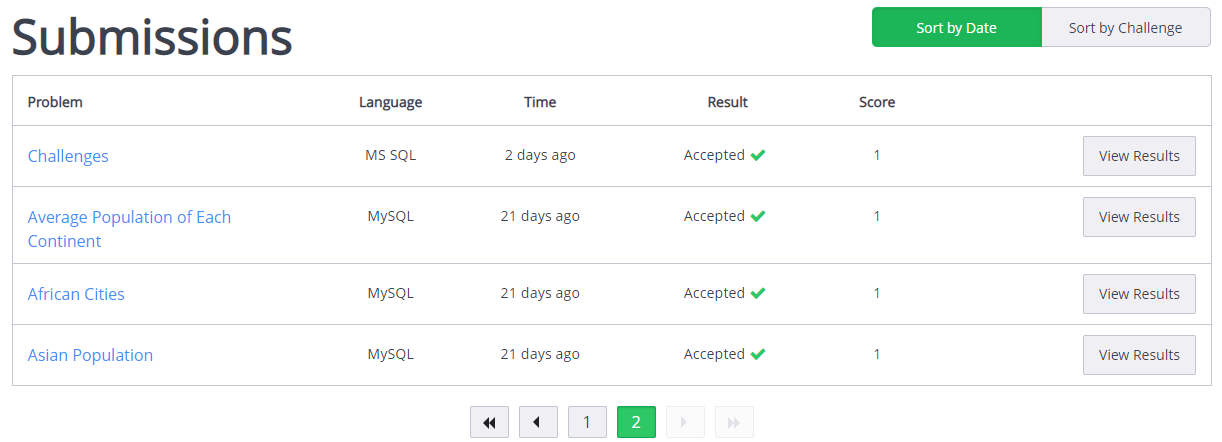 Submissions
Sort by Date
Sort by Challenge
Problem Language Time Result Score
Challenges MS SQL 2 days ago Accepted 1 View Results
Average Population of Each
Continent MySQL 21 days ago Accepted 1 View Results
African Cities MySQL 21 days ago Accepted 1 View Results
Asian Population MySQL 21 days ago Accepted 1 View Results
1 2